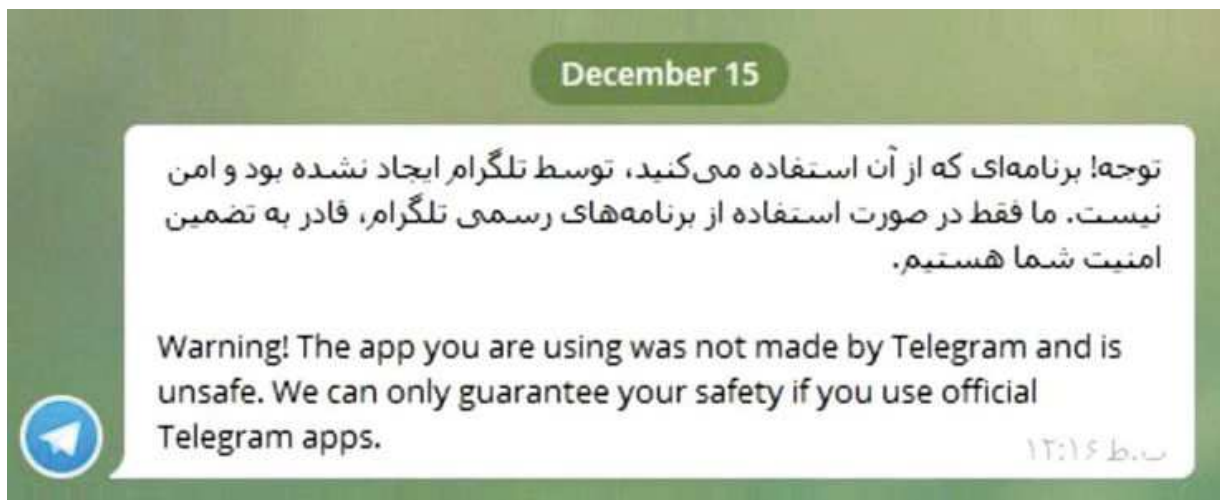 December 15
توجه! برنامه‌ای که از آن استفاده می‌کنید، توسط تلگرام ایجاد نشده بود و امن
نیست. ما فقط در صورت استفاده از برنامه‌های رسمی تلگرام، قادر به تضمین
امنیت شما هستیم.
Warning! The app you are using was not made by Telegram and is
unsafe. We can only guarantee your safety if you use official
Telegram apps.
۱۲:۱۶ ب.ظ